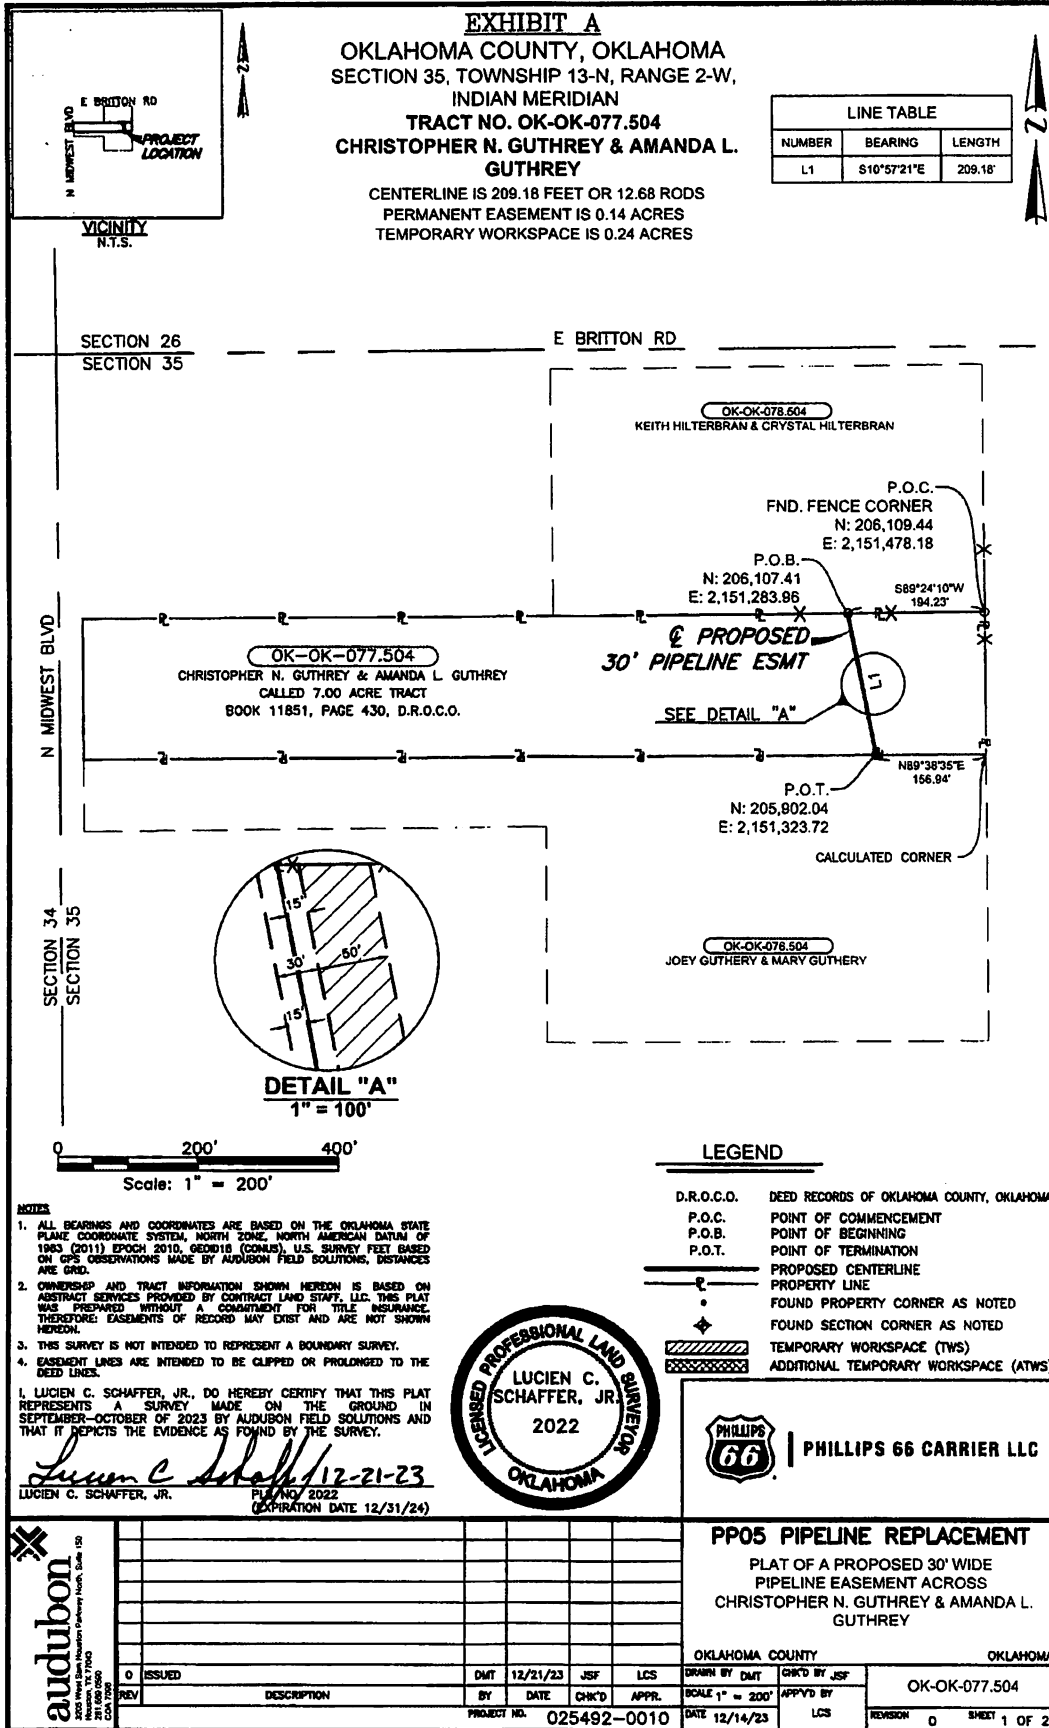 EXHIBIT A
OKLAHOMA COUNTY, OKLAHOMA
SECTION 35, TOWNSHIP 13-N, RANGE 2-W,
INDIAN MERIDIAN
TRACT NO. OK-OK-077.504
CHRISTOPHER N. GUTHREY & AMANDA L.
GUTHREY
CENTERLINE IS 209.18 FEET OR 12.68 RODS
PERMANENT EASEMENT IS 0.14 ACRES
TEMPORARY WORKSPACE IS 0.24 ACRES
E BRITTON RD
N MIDWEST BLVD
PROJECT
LOCATION
VICINITY
N.T.S.
N
LINE TABLE
NUMBER BEARING LENGTH
L1 S10°57'21"E 209.18'
N
SECTION 26
SECTION 35
E BRITTON RD
OK-OK-078.504
KEITH HILTERBRAN & CRYSTAL HILTERBRAN
P.O.C.
FND. FENCE CORNER
N: 206,109.44
E: 2,151,478.18
P.O.B.
N: 206,107.41
E: 2,151,283.96
S89°24'10"W
194.23'
N MIDWEST BLVD
OK-OK-077.504
CHRISTOPHER N. GUTHREY & AMANDA L. GUTHREY
CALLED 7.00 ACRE TRACT
BOOK 11851, PAGE 430, D.R.O.C.O.
℄ PROPOSED
30' PIPELINE ESMT
L1
SEE DETAIL "A"
N89°38'35"E
156.94'
P.O.T.
N: 205,902.04
E: 2,151,323.72
CALCULATED CORNER
SECTION 34
SECTION 35
15'
30'
50'
15'
DETAIL "A"
1" = 100'
OK-OK-076.504
JOEY GUTHERY & MARY GUTHERY
0 200' 400'
Scale: 1" = 200'
LEGEND
D.R.O.C.O. DEED RECORDS OF OKLAHOMA COUNTY, OKLAHOMA
P.O.C. POINT OF COMMENCEMENT
P.O.B. POINT OF BEGINNING
P.O.T. POINT OF TERMINATION
PROPOSED CENTERLINE
PROPERTY LINE
FOUND PROPERTY CORNER AS NOTED
FOUND SECTION CORNER AS NOTED
TEMPORARY WORKSPACE (TWS)
ADDITIONAL TEMPORARY WORKSPACE (ATWS)
NOTES
1. ALL BEARINGS AND COORDINATES ARE BASED ON THE OKLAHOMA STATE
PLANE COORDINATE SYSTEM, NORTH ZONE, NORTH AMERICAN DATUM OF
1983 (2011) EPOCH 2010, GEOID18 (CONUS), U.S. SURVEY FEET BASED
ON GPS OBSERVATIONS MADE BY AUDUBON FIELD SOLUTIONS, DISTANCES
ARE GRID.
2. OWNERSHIP AND TRACT INFORMATION SHOWN HEREON IS BASED ON
ABSTRACT SERVICES PROVIDED BY CONTRACT LAND STAFF, LLC. THIS PLAT
WAS PREPARED WITHOUT A COMMITMENT FOR TITLE INSURANCE.
THEREFORE: EASEMENTS OF RECORD MAY EXIST AND ARE NOT SHOWN
HEREON.
3. THIS SURVEY IS NOT INTENDED TO REPRESENT A BOUNDARY SURVEY.
4. EASEMENT LINES ARE INTENDED TO BE CLIPPED OR PROLONGED TO THE
DEED LINES.
I, LUCIEN C. SCHAFFER, JR., DO HEREBY CERTIFY THAT THIS PLAT
REPRESENTS A SURVEY MADE ON THE GROUND IN
SEPTEMBER-OCTOBER OF 2023 BY AUDUBON FIELD SOLUTIONS AND
THAT IT DEPICTS THE EVIDENCE AS FOUND BY THE SURVEY.
Lucien C Schaffer 12-21-23
LUCIEN C. SCHAFFER, JR. PLS NO. 2022
(EXPIRATION DATE 12/31/24)
LICENSED PROFESSIONAL LAND SURVEYOR
LUCIEN C.
SCHAFFER, JR.
2022
OKLAHOMA
PHILLIPS
66
PHILLIPS 66 CARRIER LLC
audubon
Houston, TX 77043
PP05 PIPELINE REPLACEMENT
PLAT OF A PROPOSED 30' WIDE
PIPELINE EASEMENT ACROSS
CHRISTOPHER N. GUTHREY & AMANDA L.
GUTHREY
OKLAHOMA COUNTY OKLAHOMA
0 ISSUED DMT 12/21/23 JSF LCS
REV DESCRIPTION BY DATE CHK'D APPR.
PROJECT NO. 025492-0010
DRAWN BY DMT CHK'D BY JSF
SCALE 1" = 200' APP'VD BY
DATE 12/14/23 LCS
OK-OK-077.504
REVISION 0 SHEET 1 OF 2